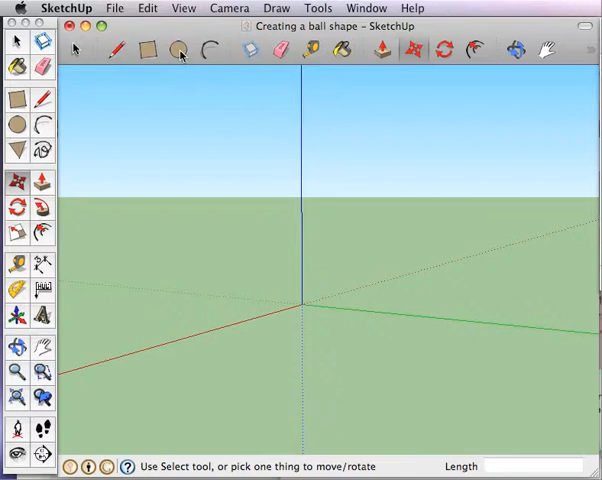 SketchUp File Edit View Camera Draw Tools Window Help
Creating a ball shape – SketchUp
Use Select tool, or pick one thing to move/rotate Length